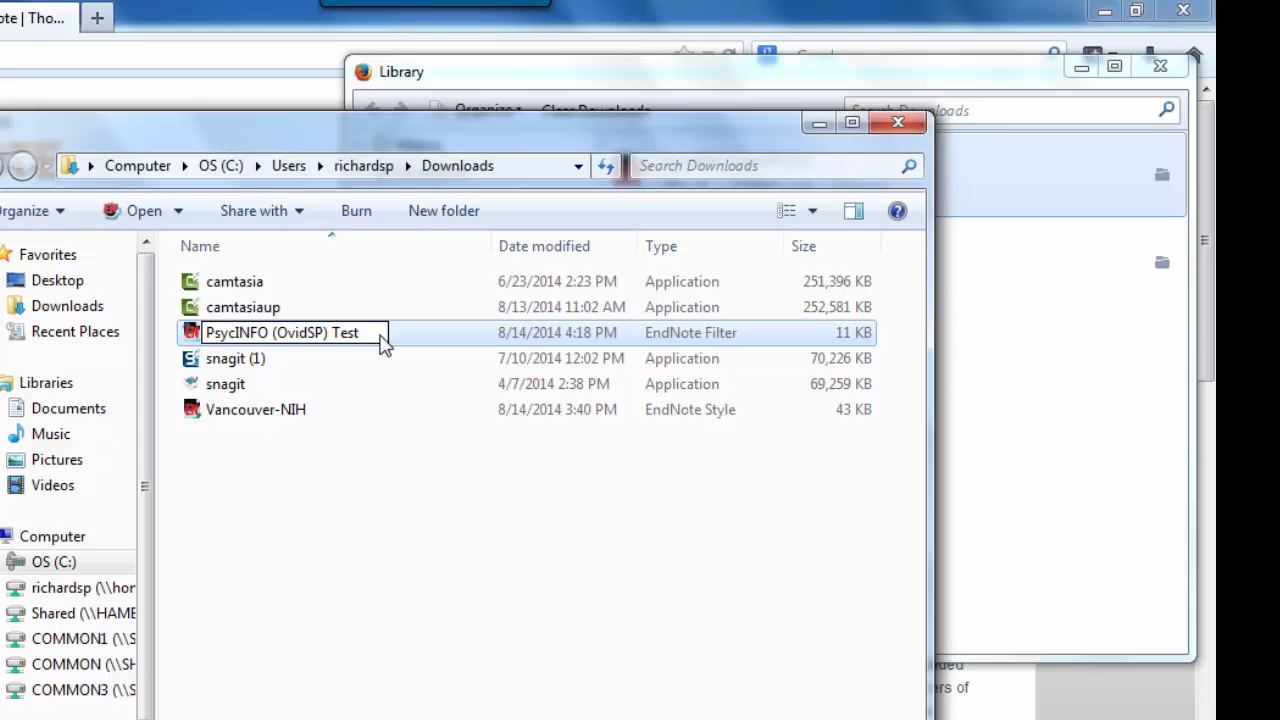 ote | Tho...
Library
Organize
Clear Downloads
Search Downloads
Computer
OS (C:)
Users
richardsp
Downloads
Search Downloads
rganize
Open
Share with
Burn
New folder
Favorites
Desktop
Downloads
Recent Places
Libraries
Documents
Music
Pictures
Videos
Computer
OS (C:)
richardsp (\\hor
Shared (\\HAME
COMMON1 (\\S
COMMON (\\SH
COMMON3 (\\S
Name Date modified Type Size
camtasia 6/23/2014 2:23 PM Application 251,396 KB
camtasiaup 8/13/2014 11:02 AM Application 252,581 KB
PsycINFO (OvidSP) Test 8/14/2014 4:18 PM EndNote Filter 11 KB
snagit (1) 7/10/2014 12:02 PM Application 70,226 KB
snagit 4/7/2014 2:38 PM Application 69,259 KB
Vancouver-NIH 8/14/2014 3:40 PM EndNote Style 43 KB
ers of